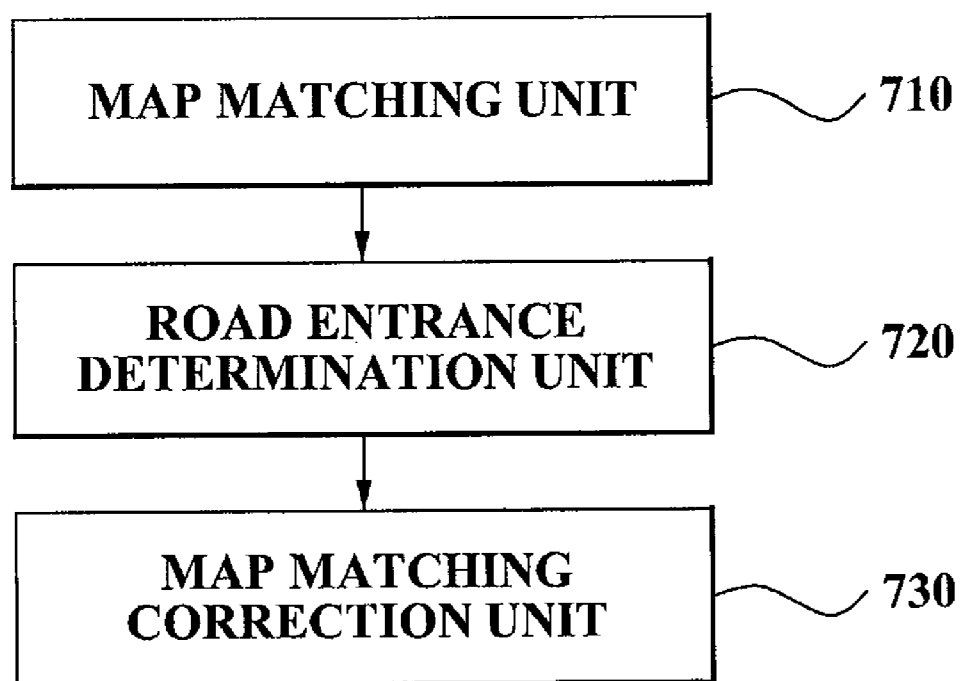 MAP MATCHING UNIT
710
ROAD ENTRANCE
DETERMINATION UNIT
720
MAP MATCHING
CORRECTION UNIT
730